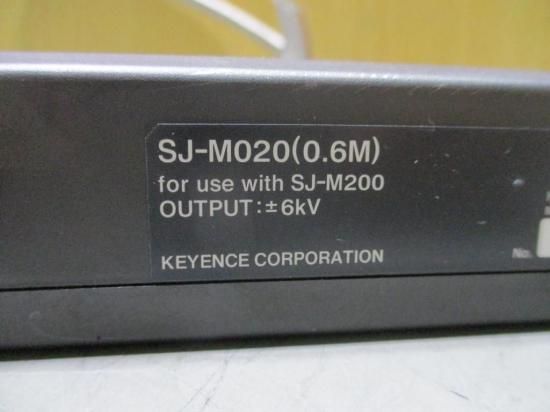 SJ-M020(0.6M)
for use with SJ-M200
OUTPUT:±6kV
KEYENCE CORPORATION
No.